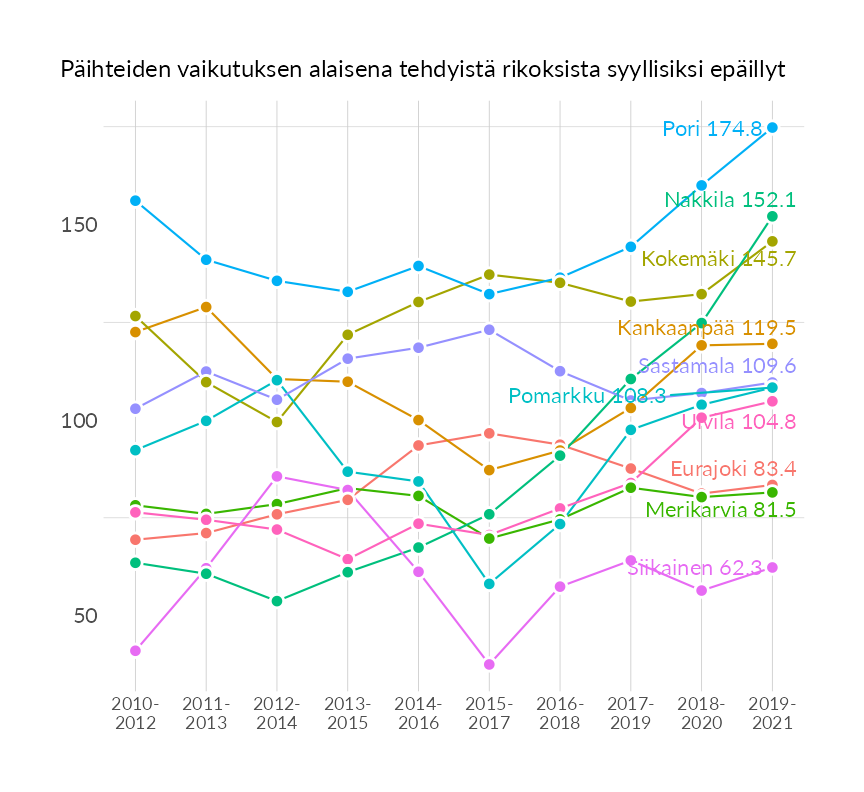 Päihteiden vaikutuksen alaisena tehdyistä rikoksista syyllisiksi epäillyt
Pori 174.8
Nakkila 152.1
150
Kokemäki 145.7
Kankaanpää 119.5
Sastamala 109.6
Pomarkku 108.3
100
Ulvila 104.8
Eurajoki 83.4
Merikarvia 81.5
Siikainen 62.3
50
2010-
2012
2011-
2013
2012-
2014
2013-
2015
2014-
2016
2015-
2017
2016-
2018
2017-
2019
2018-
2020
2019-
2021